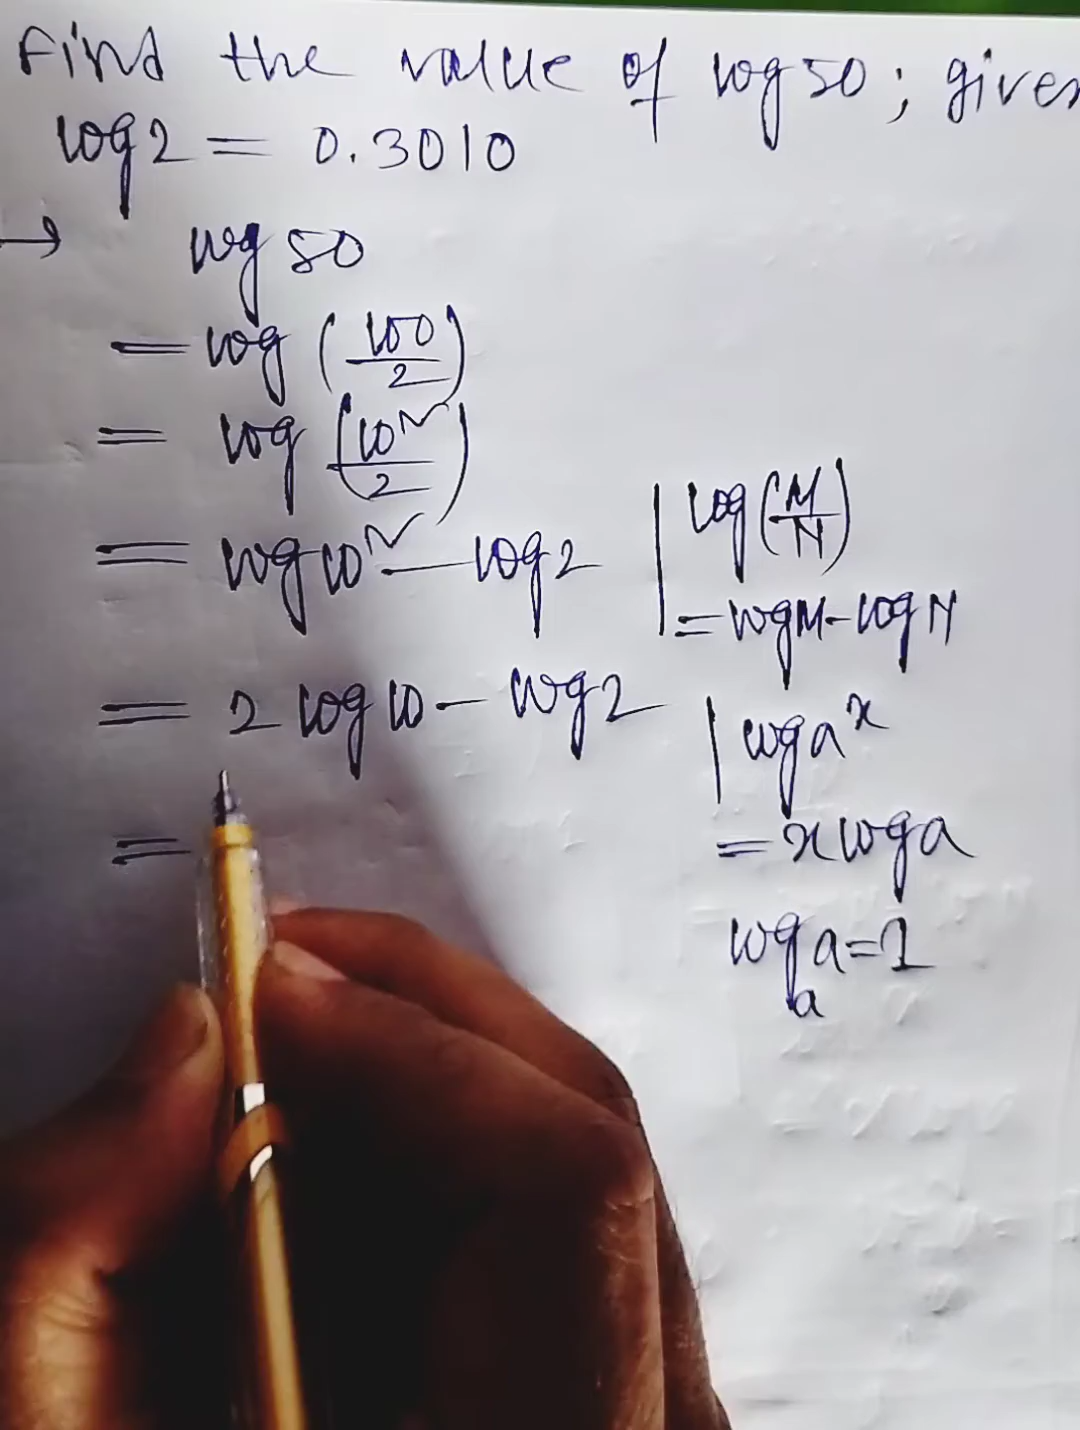 Find the value of log 50; given
log 2 = 0.3010
→ log 50
= log (100/2)
= log (10²/2)
= log 10² - log 2
| log (M/N)
= log M - log N
= 2 log 10 - log 2
| log aˣ
= x log a
=
logₐ a = 1